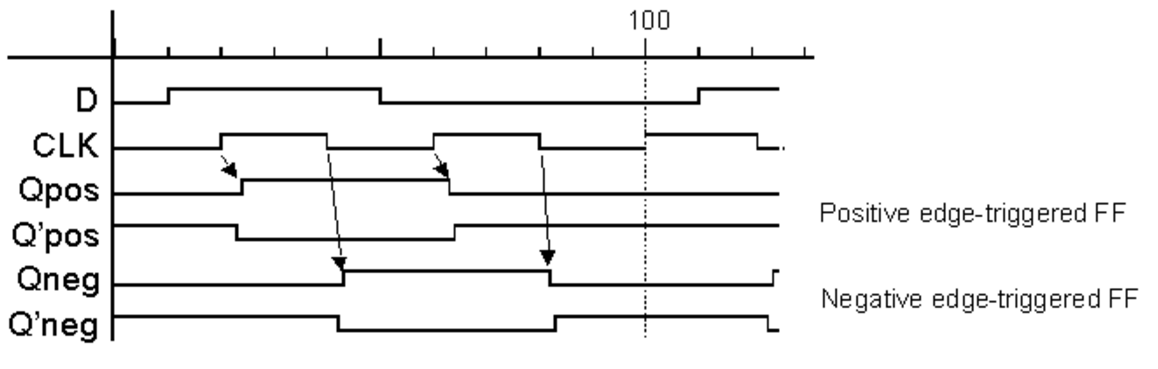 100
D
CLK
Qpos
Q'pos
Qneg
Q'neg
Positive edge-triggered FF
Negative edge-triggered FF